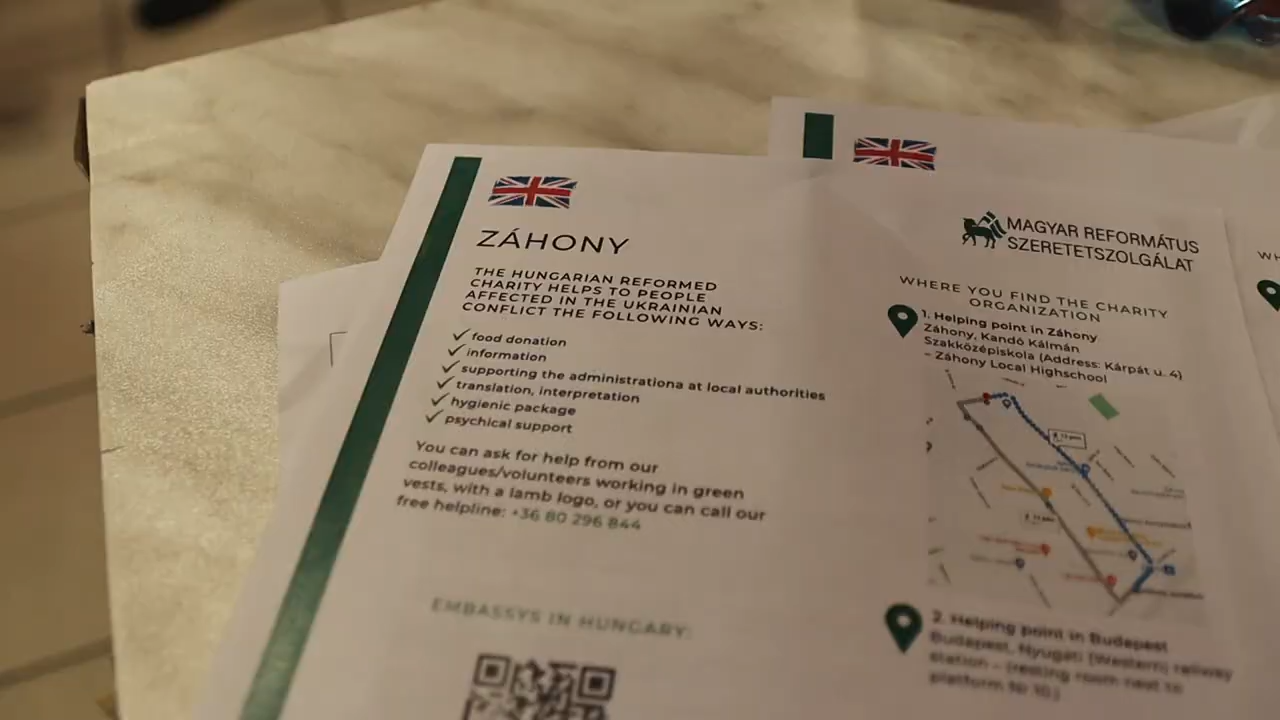 ZÁHONY
THE HUNGARIAN REFORMED
CHARITY HELPS TO PEOPLE
AFFECTED IN THE UKRAINIAN
CONFLICT THE FOLLOWING WAYS:
food donation
information
supporting the administrationa at local authorities
translation, interpretation
hygienic package
psychical support
You can ask for help from our
colleagues/volunteers working in green
vests, with a lamb logo, or you can call our
free helpline: +36 80 296 844
EMBASSYS IN HUNGARY:
MAGYAR REFORMÁTUS
SZERETETSZOLGÁLAT
WHERE YOU FIND THE CHARITY
ORGANIZATION
1. Helping point in Záhony
Záhony, Kandó Kálmán
Szakközépiskola (Address: Kárpát u. 4)
– Záhony Local Highschool
2. Helping point in Budapest
Budapest, Nyugati (Western) railway
station – (resting room next to
platform Nr 10.)
WH